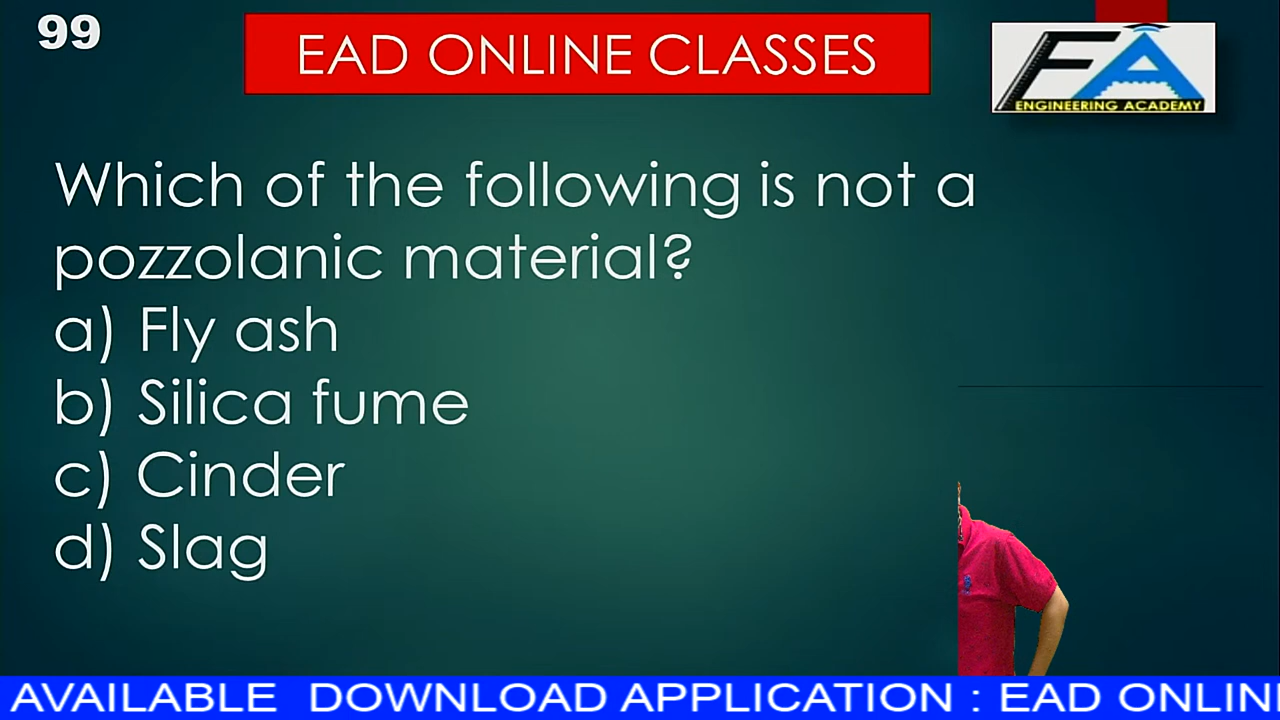 99
EAD ONLINE CLASSES
ENGINEERING ACADEMY
Which of the following is not a
pozzolanic material?
a) Fly ash
b) Silica fume
c) Cinder
d) Slag
AVAILABLE DOWNLOAD APPLICATION : EAD ONLINE